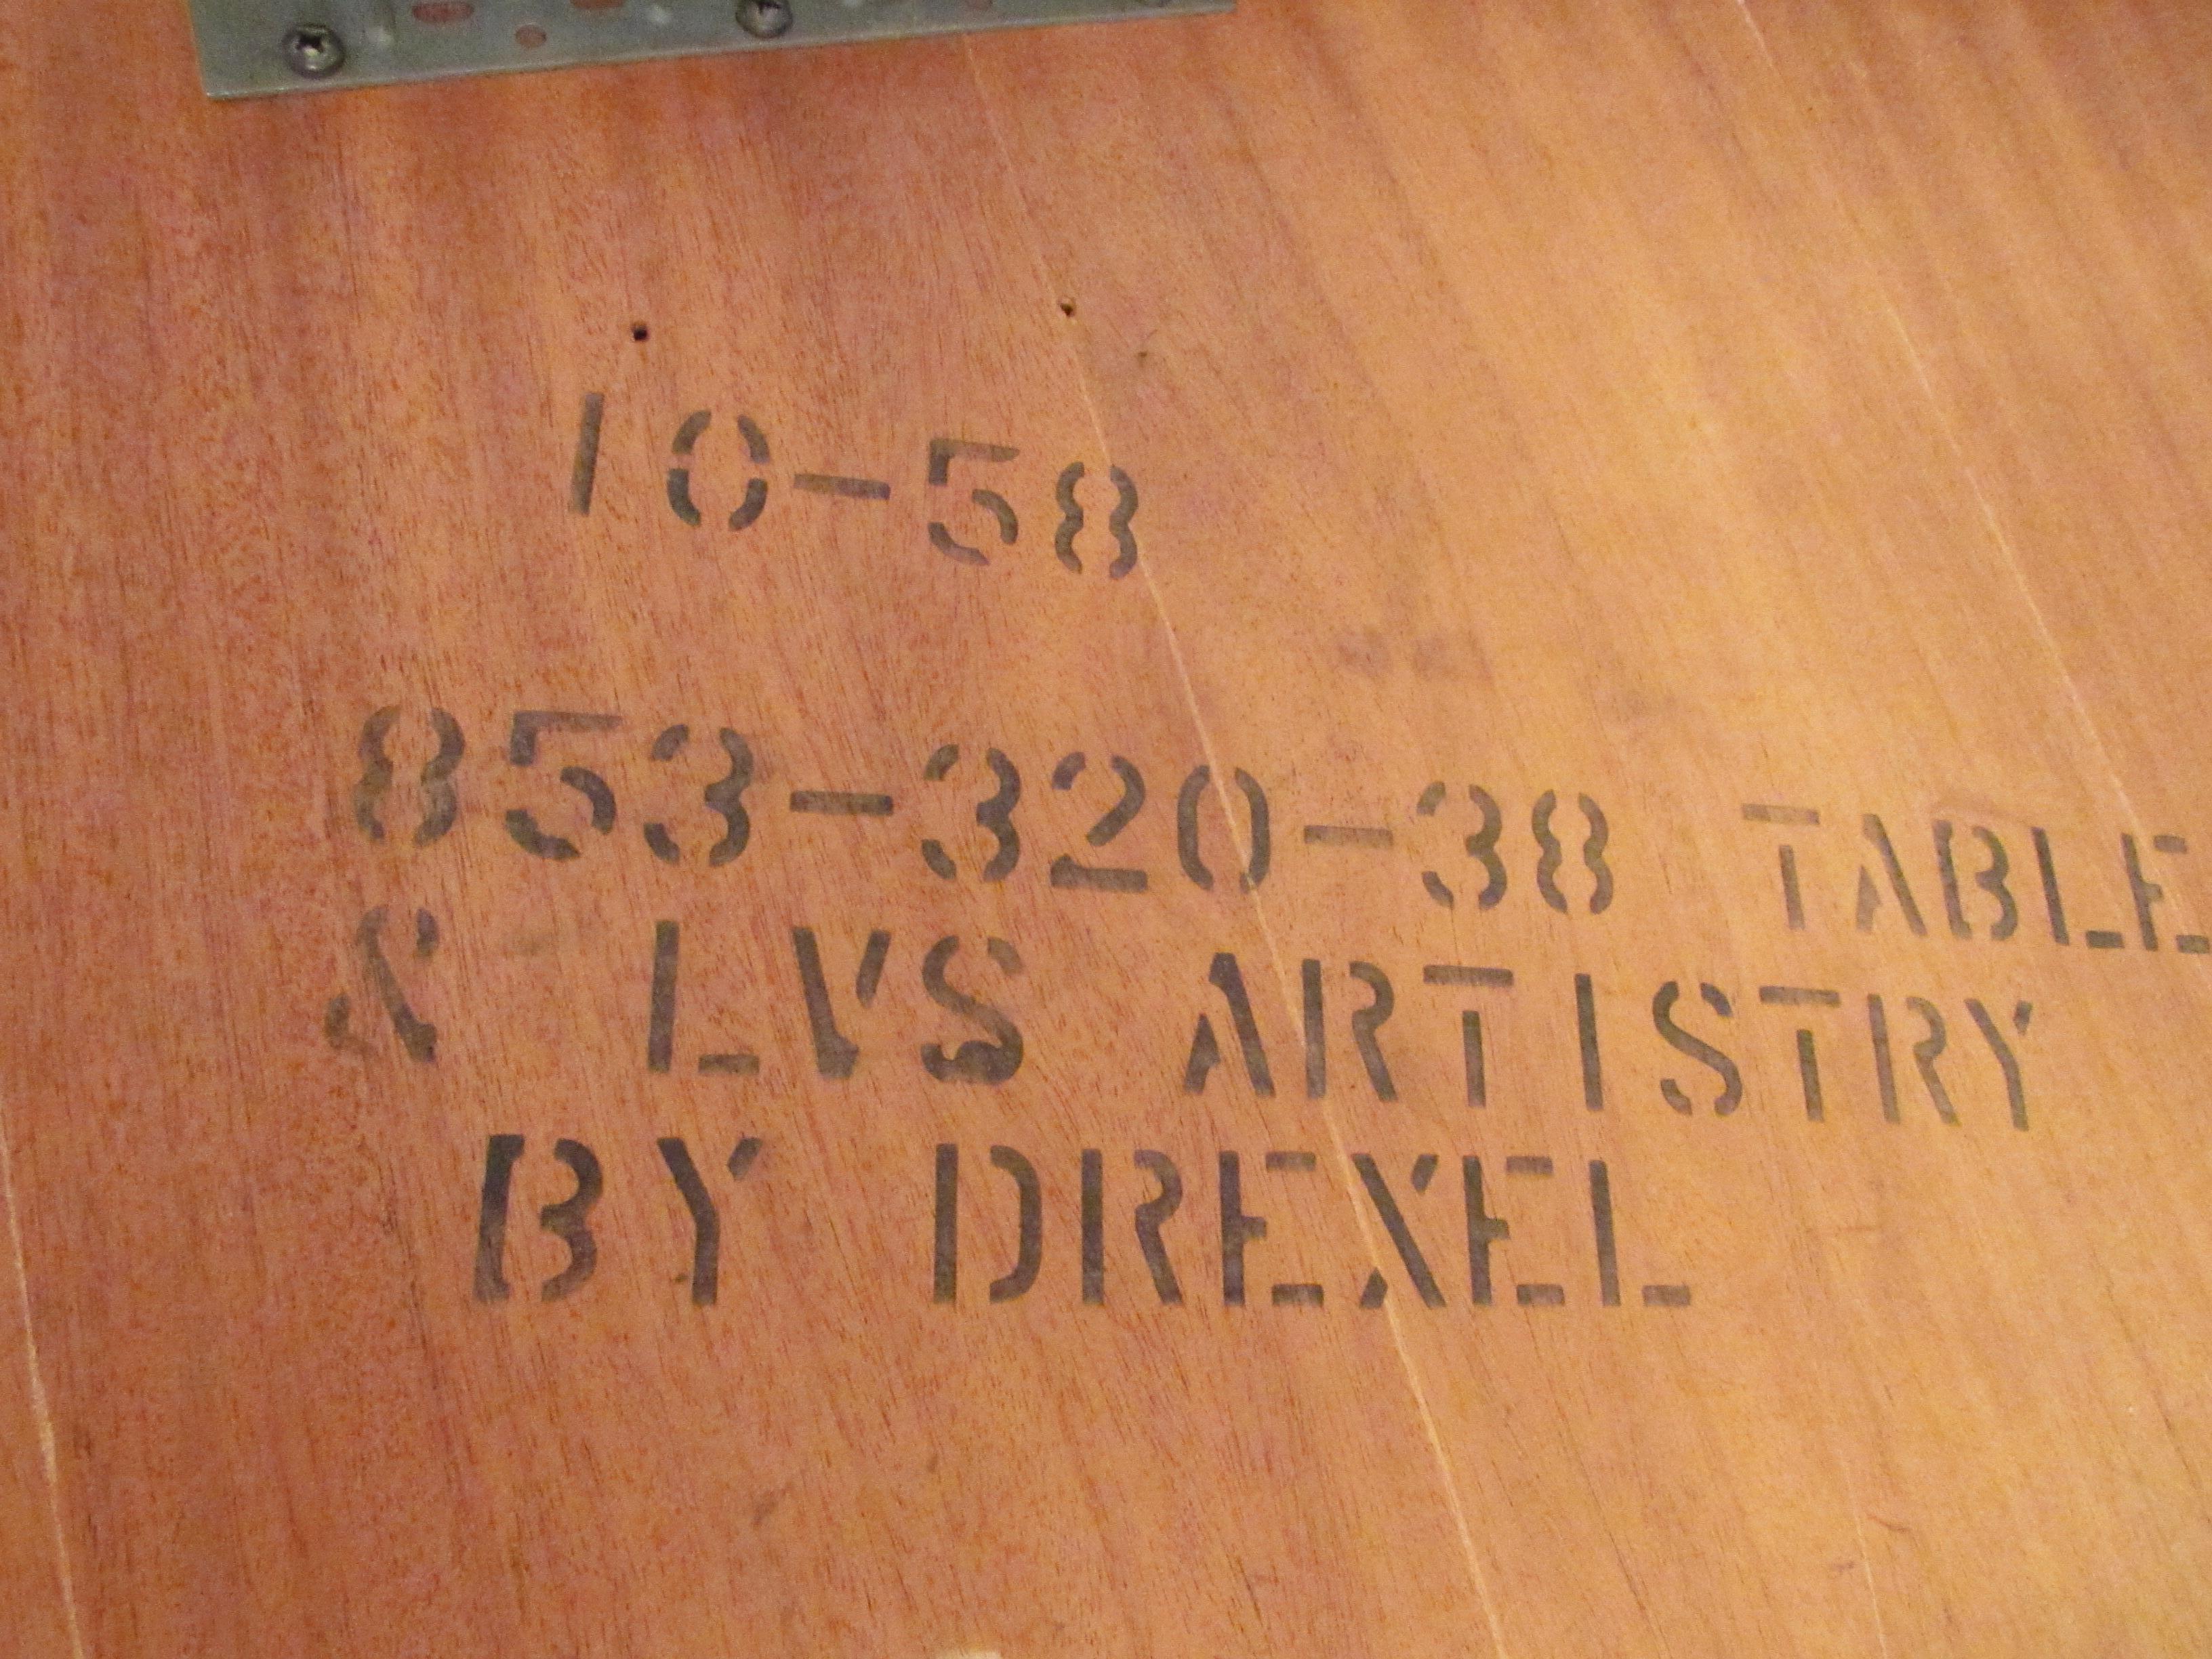 10-58
853-320-38 TABLE
& LVS ARTISTRY
BY DREXEL